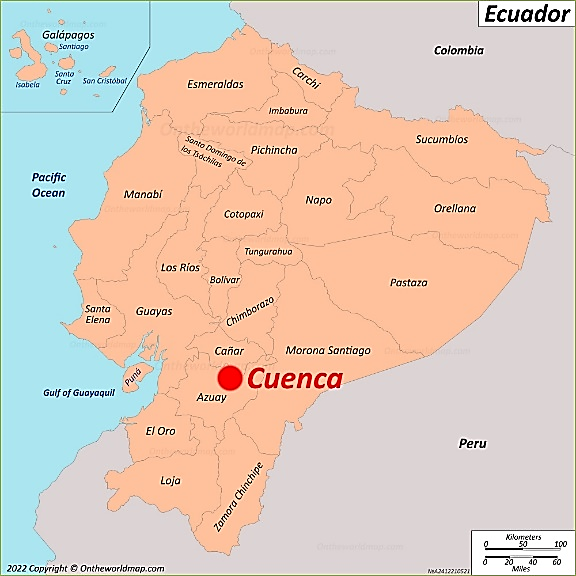 Ecuador
Galápagos
Santiago
Santa
Cruz
San Cristóbal
Isabela
Colombia
Esmeraldas
Carchi
Imbabura
Ontheworldmap.com
Sucumbíos
Santo Domingo de
los Tsáchilas
Pichincha
Pacific
Ocean
Manabí
Napo
Orellana
Cotopaxi
Tungurahua
Los Ríos
Bolívar
Pastaza
Chimborazo
Santa
Elena
Guayas
Cañar
Morona Santiago
Puná
Cuenca
Gulf of Guayaquil
Azuay
El Oro
Peru
Loja
Zamora Chinchipe
Kilometers
0 50 100
0 20 40 60
Miles
2022 Copyright © Ontheworldmap.com
NEA2412210521